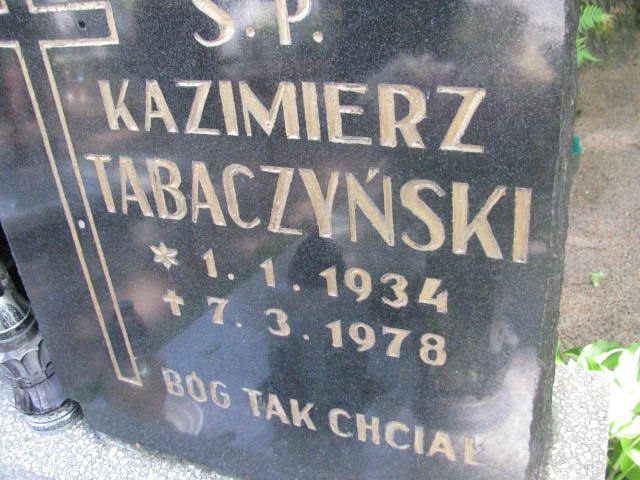 Ś.P.
KAZIMIERZ
TABACZYŃSKI
1.1.1934
7.3.1978
BÓG TAK CHCIAŁ